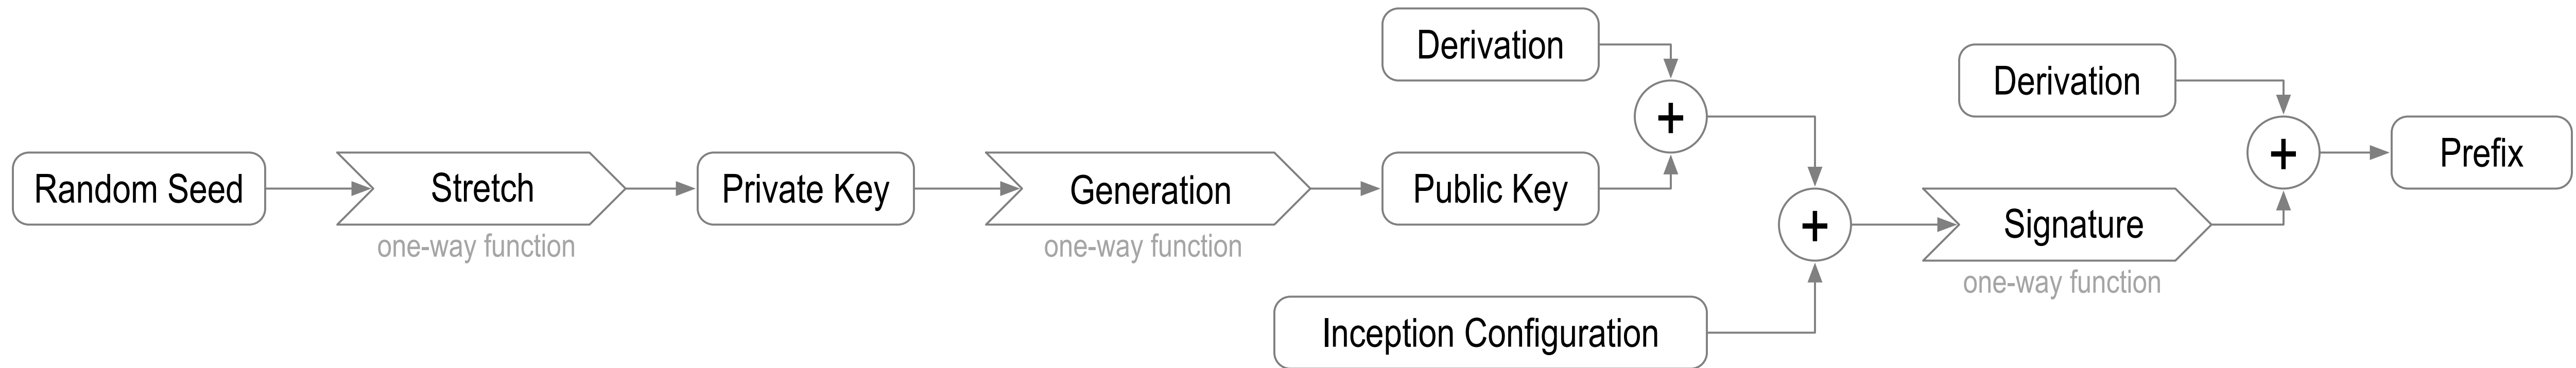 Random Seed
Stretch
one-way function
Private Key
Generation
one-way function
Derivation
Public Key
+
Inception Configuration
+
Signature
one-way function
Derivation
+
Prefix